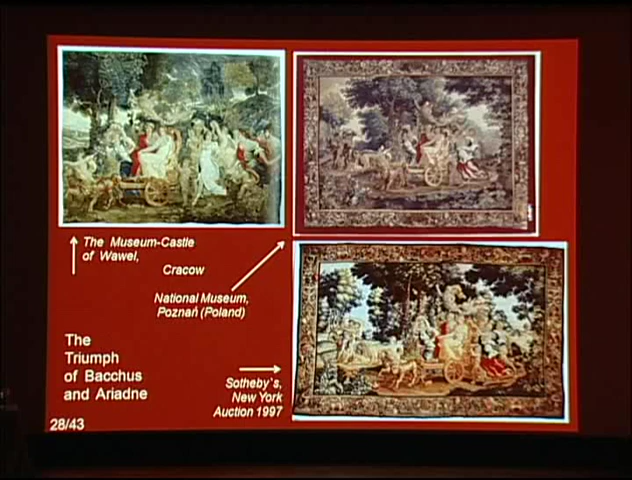 The Museum-Castle
of Wawel,
Cracow
National Museum,
Poznań (Poland)
The
Triumph
of Bacchus
and Ariadne
Sotheby`s,
New York
Auction 1997
28/43